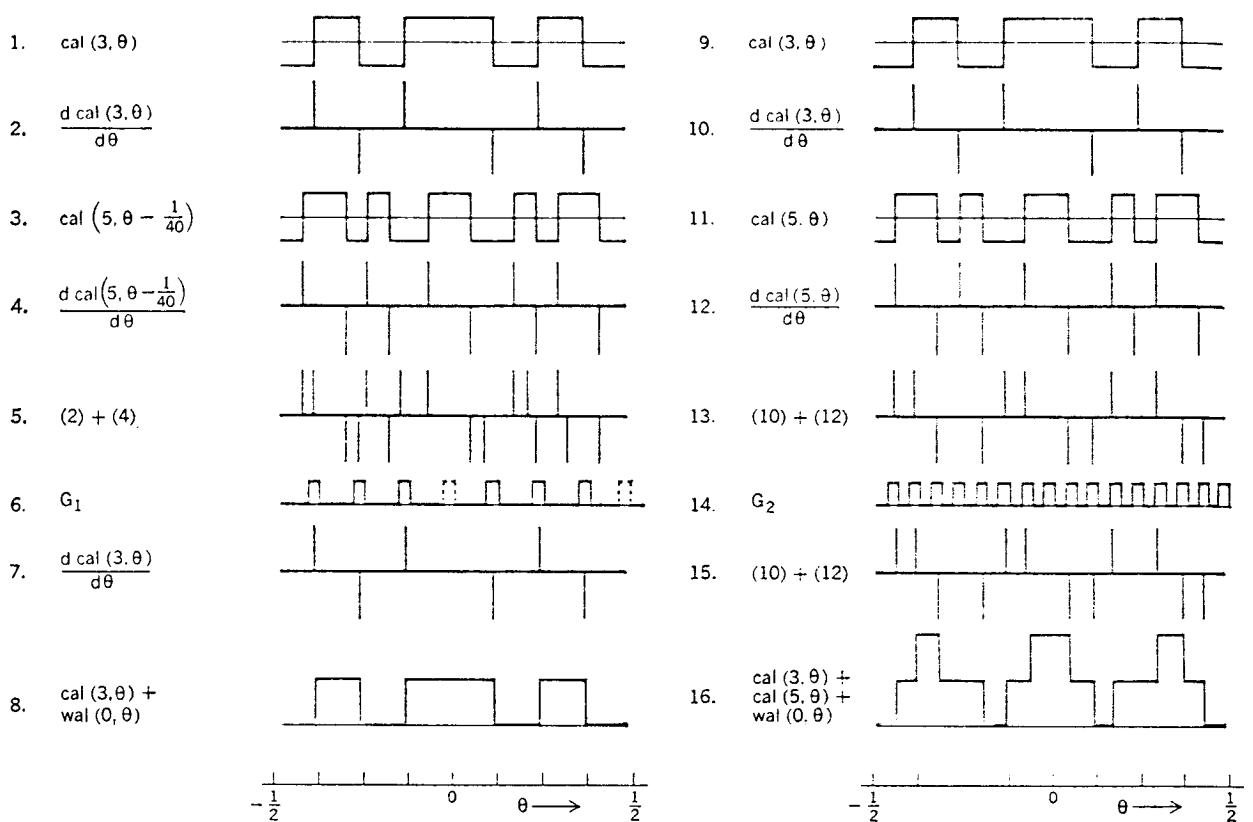 1. cal (3, θ)
2. d cal (3, θ) / dθ
3. cal (5, θ − 1/40)
4. d cal(5, θ − 1/40) / dθ
5. (2) + (4)
6. G₁
7. d cal (3, θ) / dθ
8. cal (3, θ) +
wal (0, θ)
−1/2 0 θ → 1/2
9. cal (3, θ)
10. d cal (3, θ) / dθ
11. cal (5. θ)
12. d cal (5. θ) / dθ
13. (10) + (12)
14. G₂
15. (10) + (12)
16. cal (3. θ) +
cal (5, θ) +
wal (0. θ)
−1/2 0 θ → 1/2